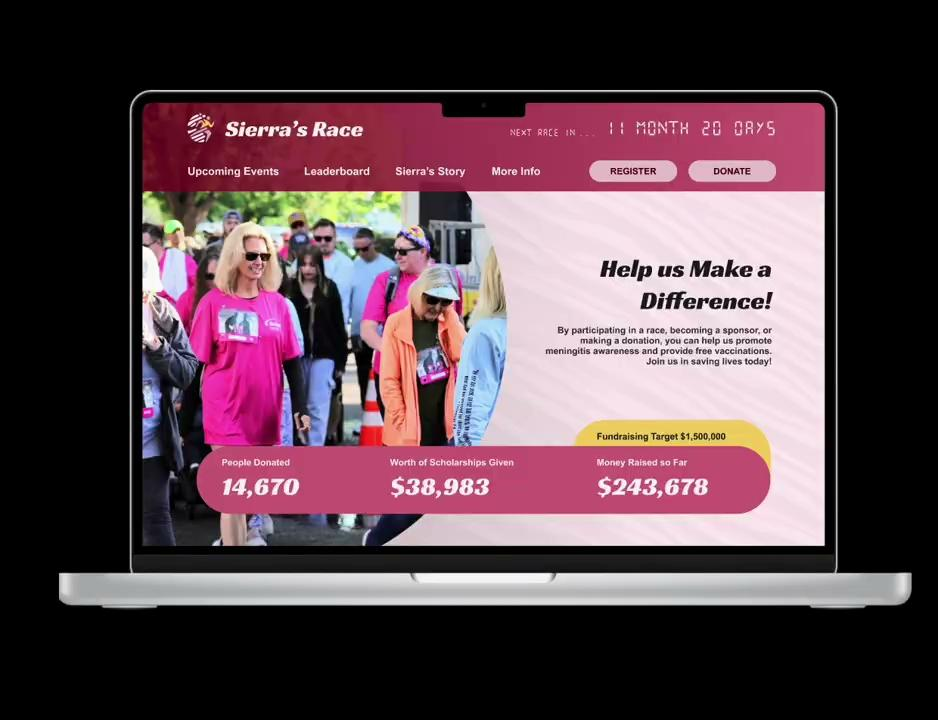 Sierra's Race
NEXT RACE IN ... 11 MONTH 20 DAYS
Upcoming Events Leaderboard Sierra's Story More Info REGISTER DONATE
Help us Make a
Difference!
By participating in a race, becoming a sponsor, or
making a donation, you can help us promote
meningitis awareness and provide free vaccinations.
Join us in saving lives today!
Fundraising Target $1,500,000
People Donated Worth of Scholarships Given Money Raised so Far
14,670 $38,983 $243,678